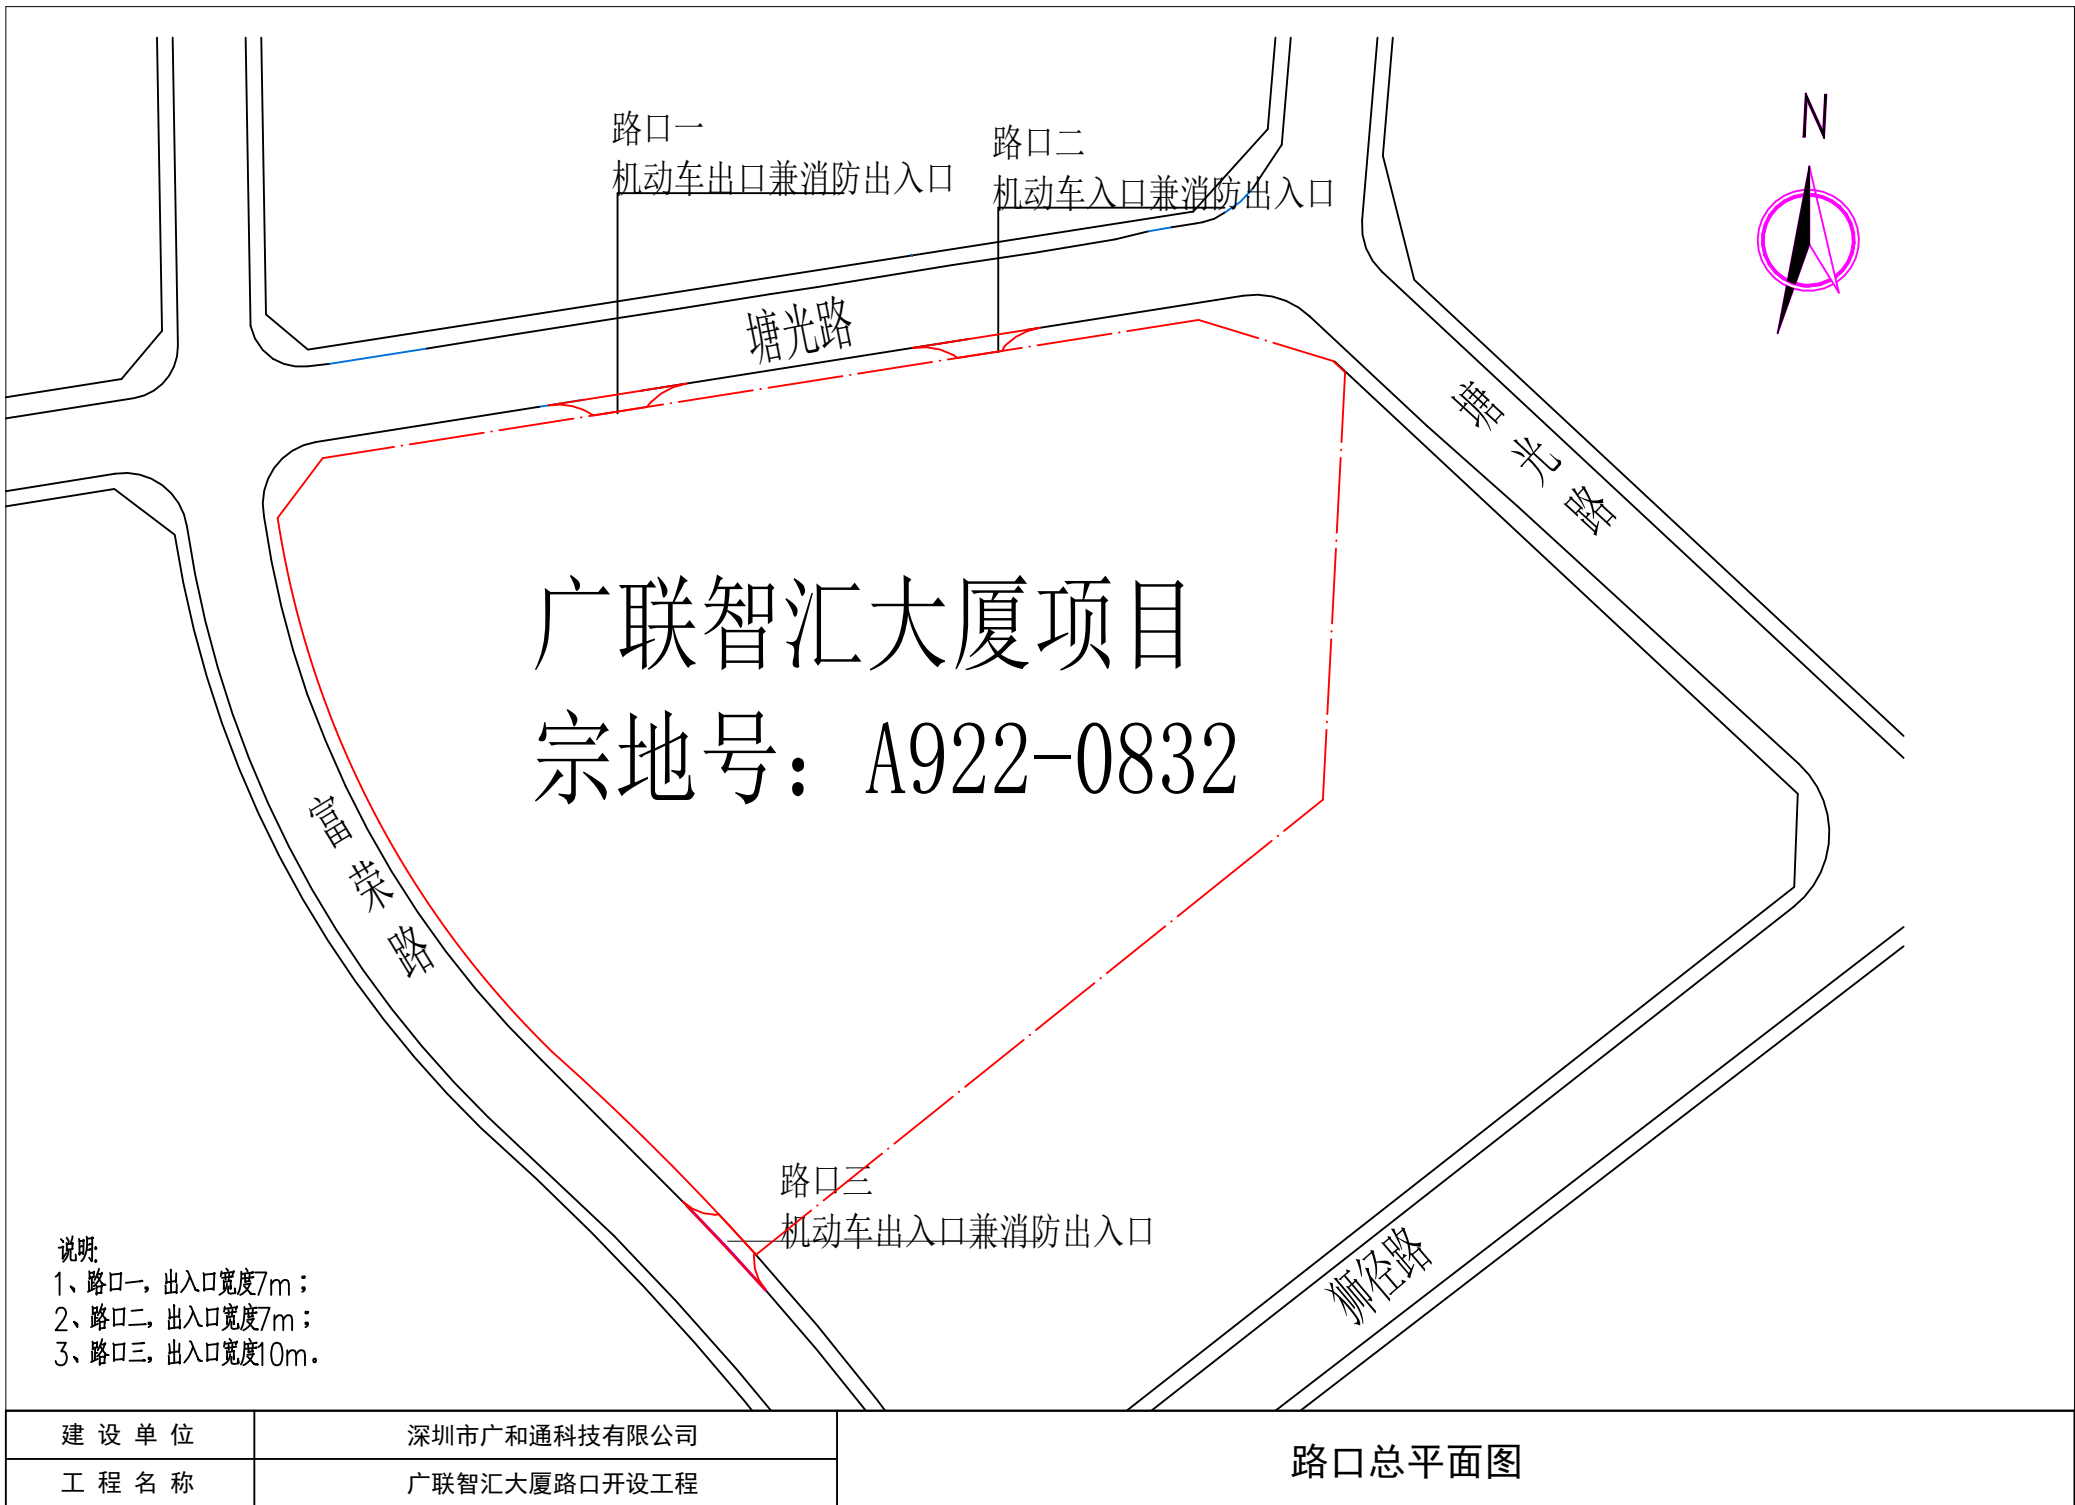 N
路口一
机动车出口兼消防出入口
路口二
机动车入口兼消防出入口
塘光路
塘光路
广联智汇大厦项目
宗地号：A922-0832
富荣路
路口三
机动车出入口兼消防出入口
狮径路
说明:
1、路口一，出入口宽度7m；
2、路口二，出入口宽度7m；
3、路口三，出入口宽度10m。
建设单位
深圳市广和通科技有限公司
工程名称
广联智汇大厦路口开设工程
路口总平面图